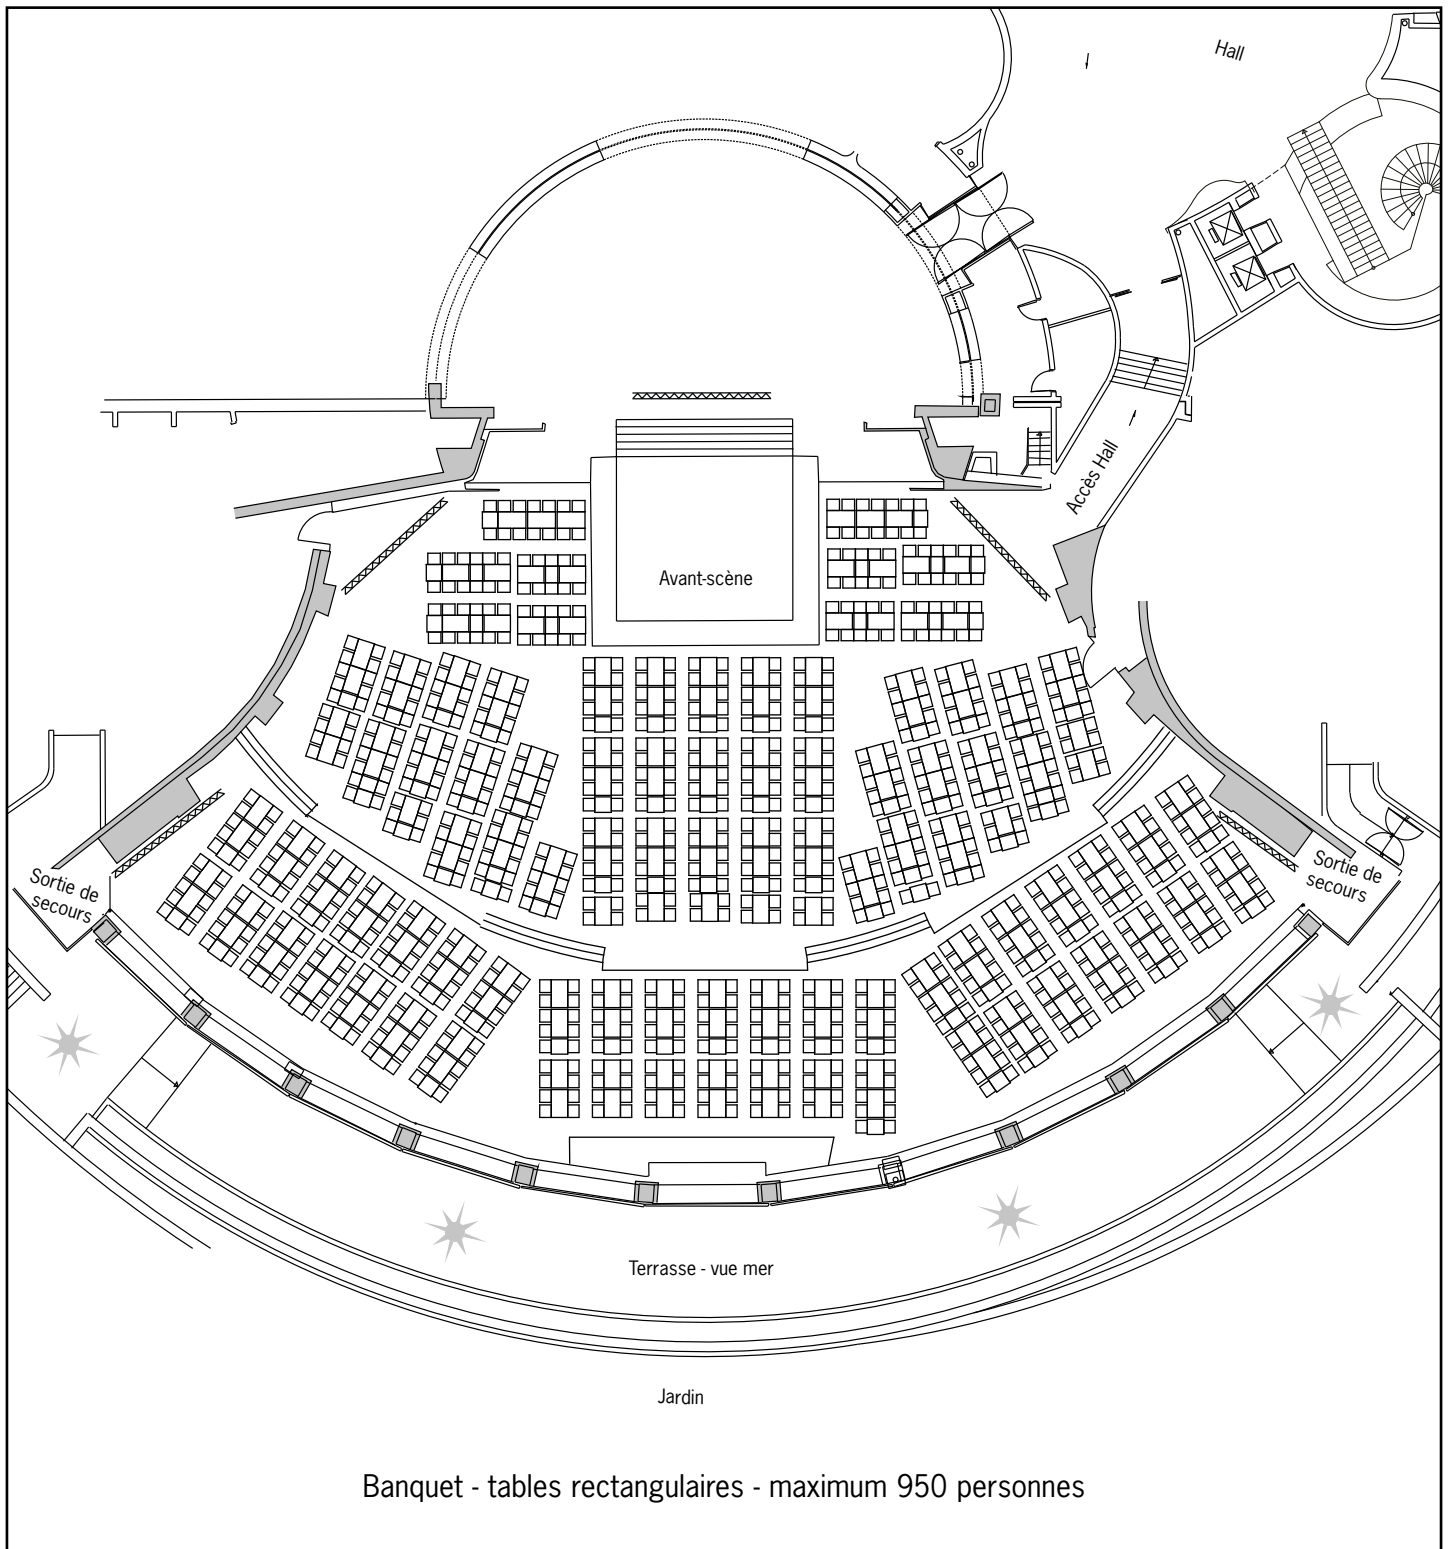 Hall
Accès Hall
Avant-scène
Sortie de
secours
Sortie de
secours
Terrasse - vue mer
Jardin
Banquet - tables rectangulaires - maximum 950 personnes